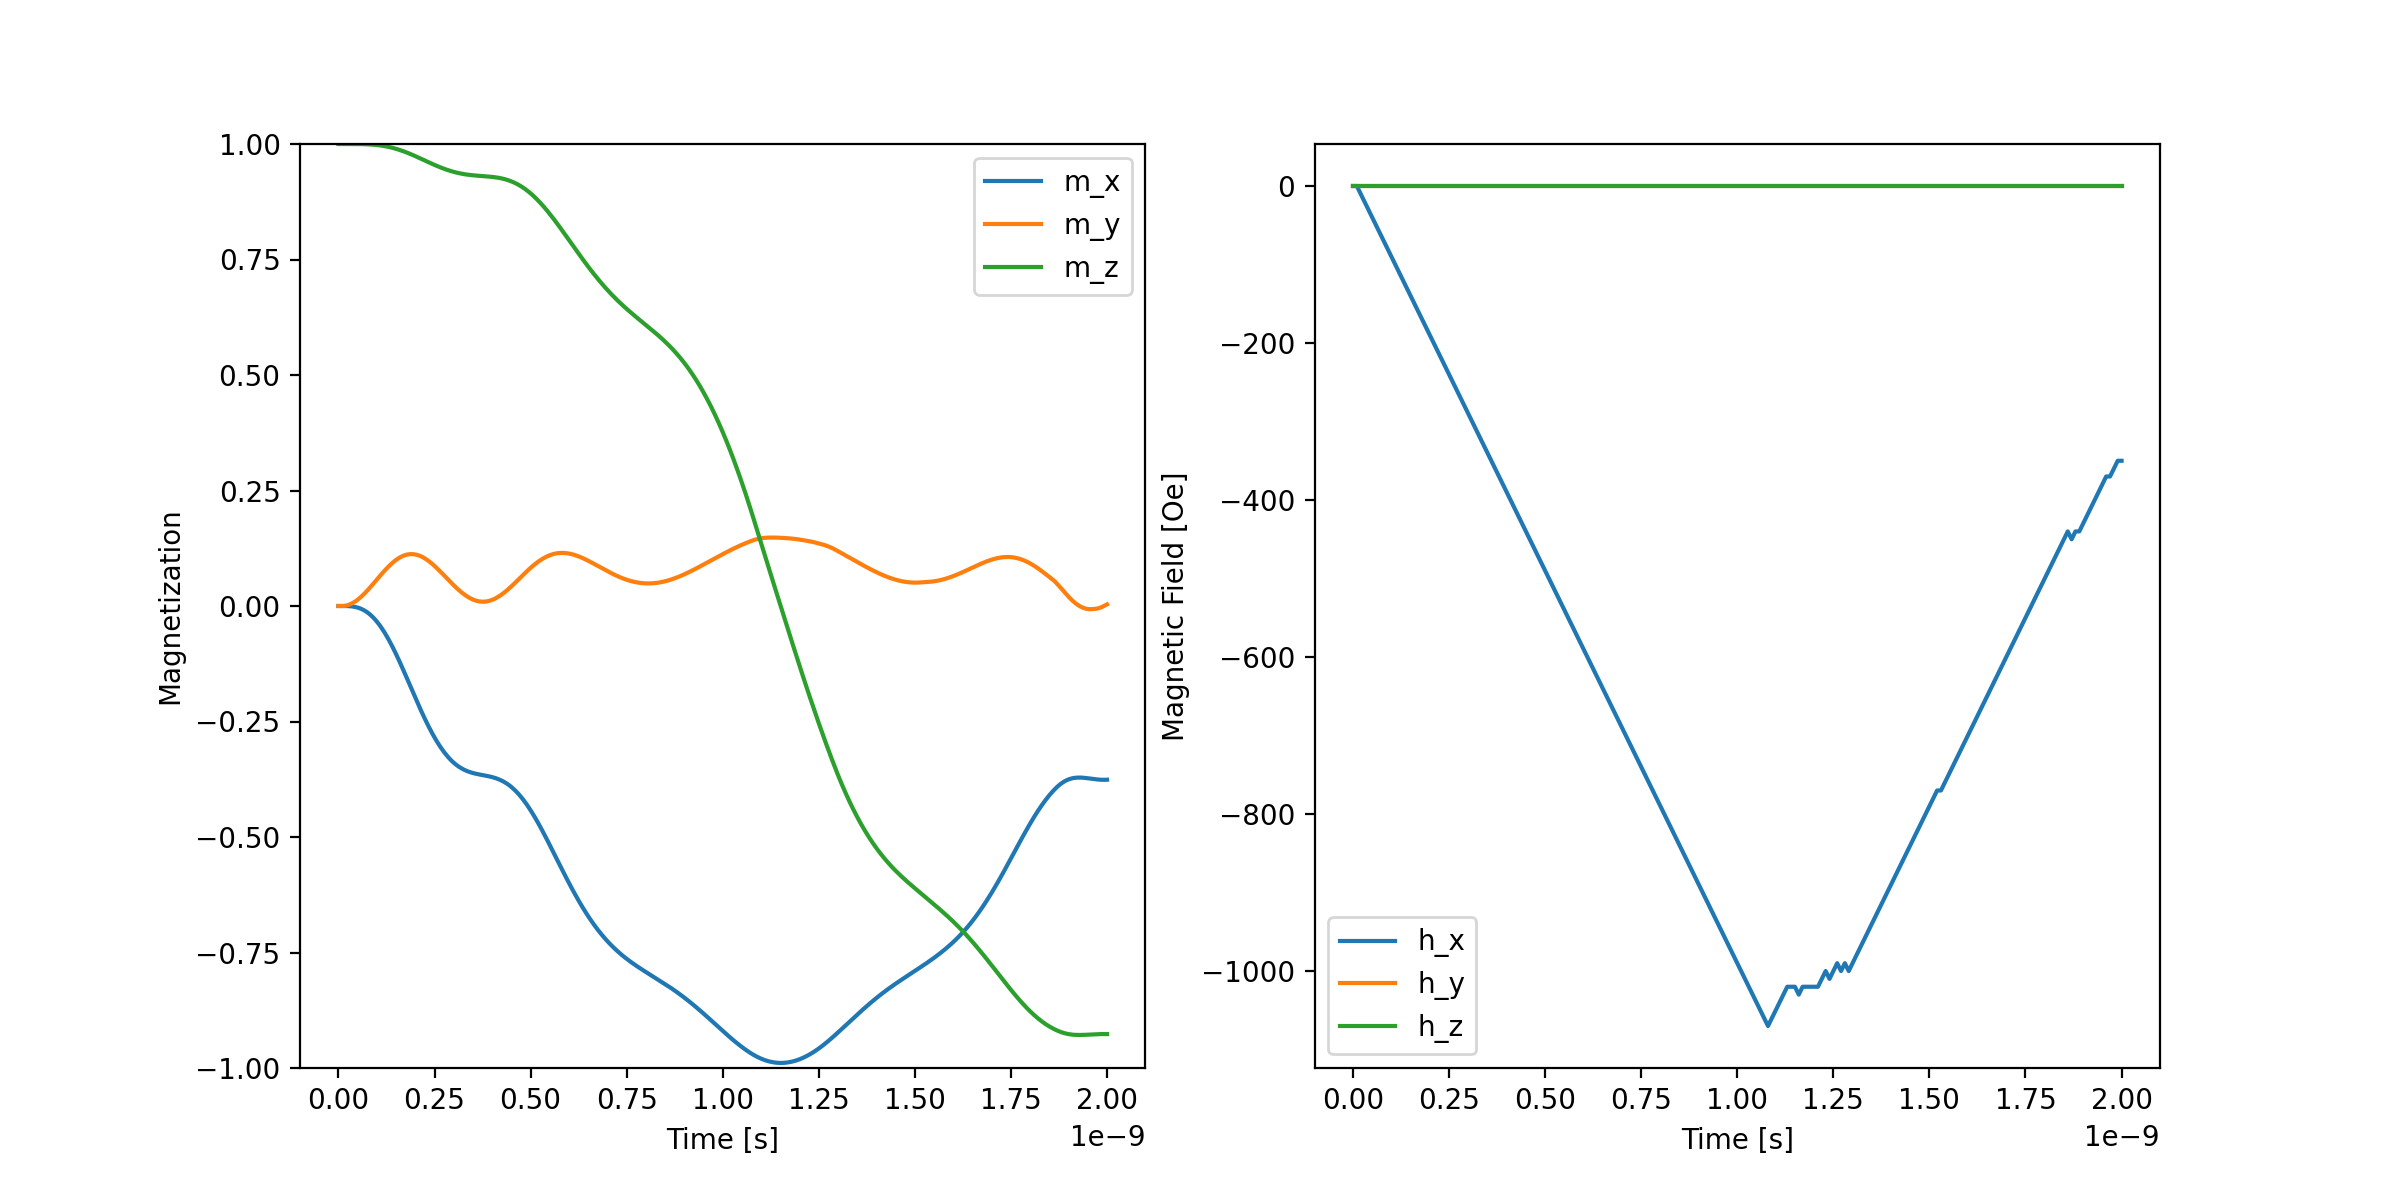 1.00
0.75
0.50
0.25
0.00
−0.25
−0.50
−0.75
−1.00
Magnetization
m_x
m_y
m_z
0.00 0.25 0.50 0.75 1.00 1.25 1.50 1.75 2.00
Time [s]
1e−9
0
−200
−400
−600
−800
−1000
Magnetic Field [Oe]
h_x
h_y
h_z
0.00 0.25 0.50 0.75 1.00 1.25 1.50 1.75 2.00
Time [s]
1e−9